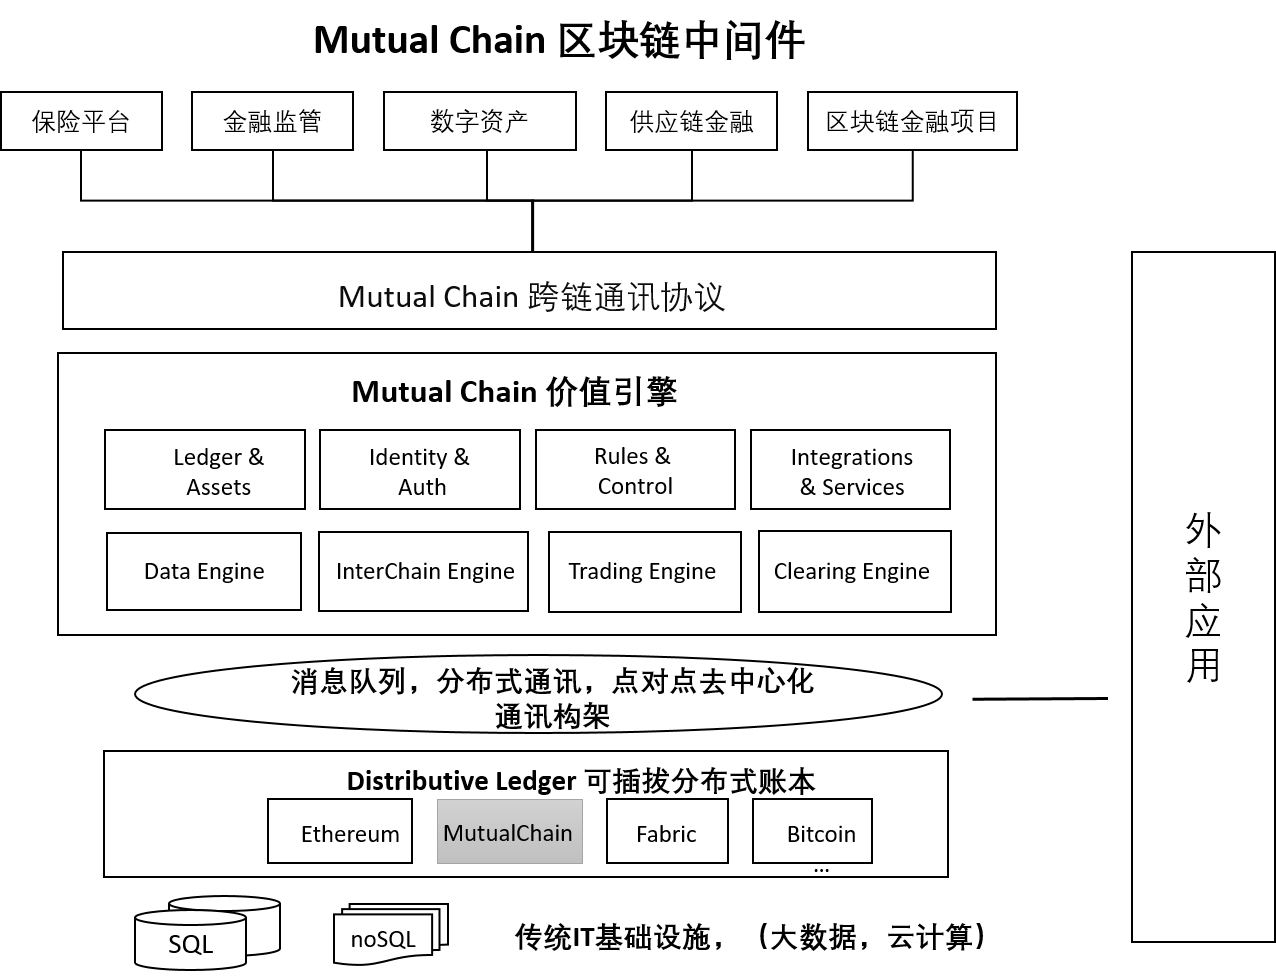 Mutual Chain 区块链中间件
保险平台
金融监管
数字资产
供应链金融
区块链金融项目
Mutual Chain 跨链通讯协议
Mutual Chain 价值引擎
Ledger &
Assets
Identity &
Auth
Rules &
Control
Integrations
& Services
Data Engine
InterChain Engine
Trading Engine
Clearing Engine
消息队列，分布式通讯，点对点去中心化
通讯构架
Distributive Ledger 可插拔分布式账本
Ethereum
MutualChain
Fabric
Bitcoin
...
SQL
noSQL
传统IT基础设施，（大数据，云计算）
外
部
应
用